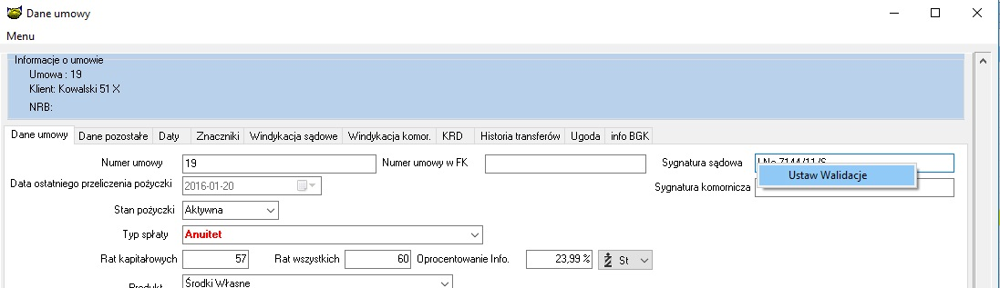 Dane umowy
Menu
Informacje o umowie
Umowa : 19
Klient: Kowalski 51 X
NRB:
Dane umowy Dane pozostałe Daty Znaczniki Windykacja sądowe Windykacja komor. KRD Historia transferów Ugoda info BGK
Numer umowy 19 Numer umowy w FK Sygnatura sądowa
Ustaw Walidacje
Data ostatniego przeliczenia pożyczki 2016-01-20 Sygnatura komornicza
Stan pożyczki Aktywna
Typ spłaty Anuitet
Rat kapitałowych 57 Rat wszystkich 60 Oprocentowanie Info. 23,99 % ż St
Produkt Środki Własne